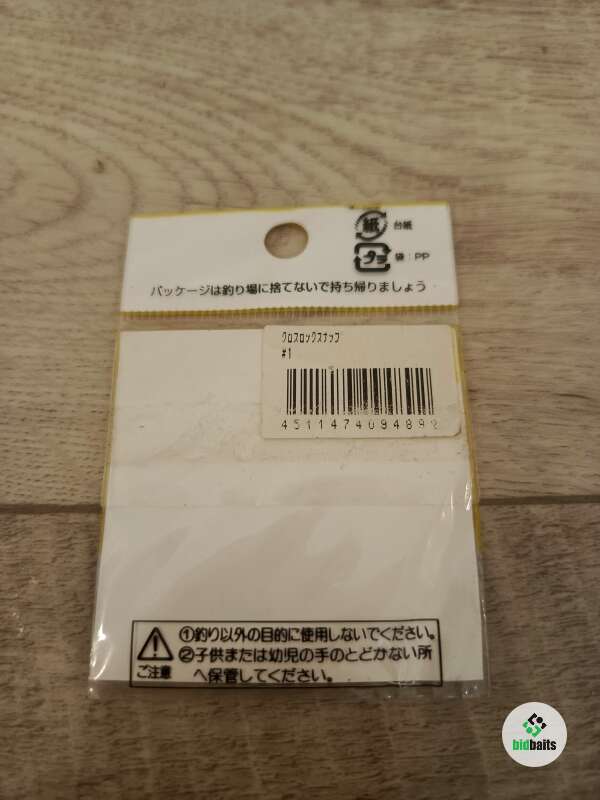 紙 台紙
プラ 袋:PP
パッケージは釣り場に捨てないで持ち帰りましょう
クロスロックスナップ
#1
4511474094892
ご注意
①釣り以外の目的に使用しないでください。
②子供または幼児の手のとどかない所
へ保管してください。
bidbaits